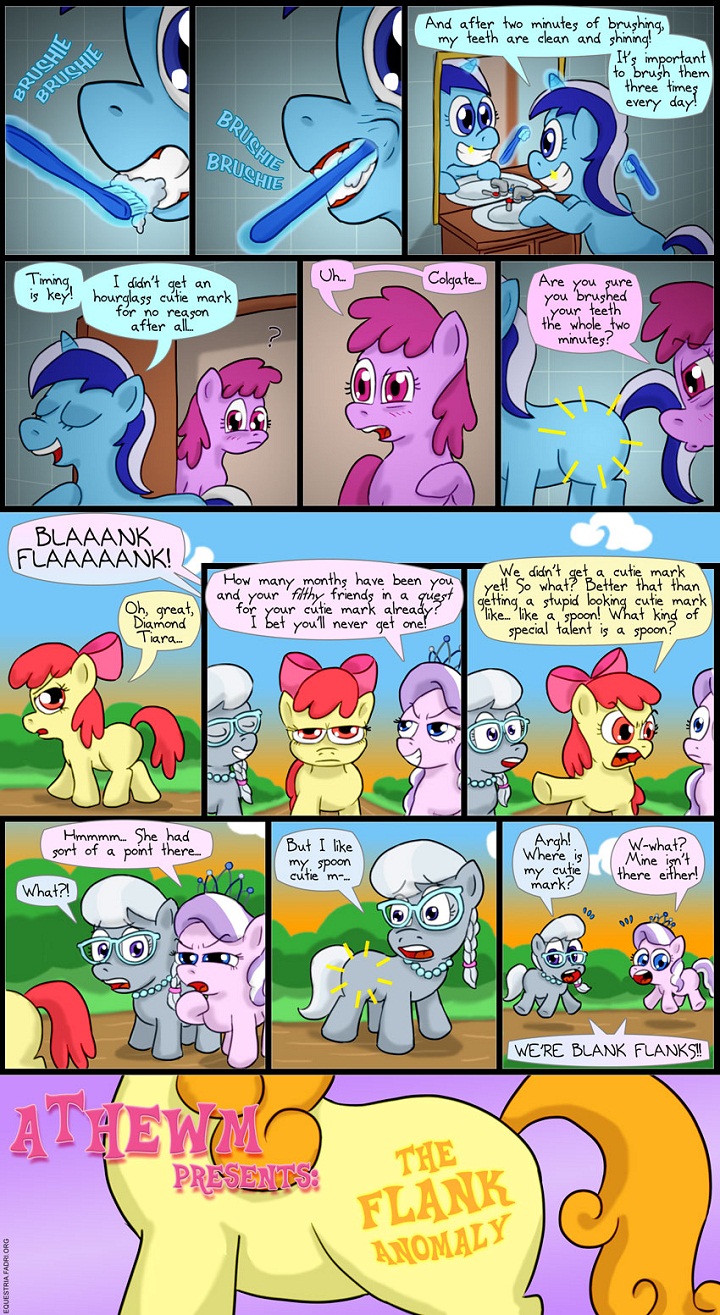 BRUSHIE
BRUSHIE
BRUSHIE
BRUSHIE
And after two minutes of brushing,
my teeth are clean and shining!
It's important
to brush them
three times
every day!
Timing
is key!
I didn't get an
hourglass cutie mark
for no reason
after all...
?
Uh...
Colgate...
Are you sure
you brushed
your teeth
the whole two
minutes?
BLAAANK
FLAAAAANK!
Oh, great,
Diamond
Tiara...
How many months have been you
and your filthy friends in a quest
for your cutie mark already?
I bet you'll never get one!
We didn't get a cutie mark
yet! So what? Better that than
getting a stupid looking cutie mark
like... like a spoon! What kind of
special talent is a spoon?
Hmmmm... She had
sort of a point there...
What?!
But I like
my spoon
cutie m-...
Argh!
Where is
my cutie
mark?
W-what?
Mine isn't
there either!
WE'RE BLANK FLANKS!!
ATHEWM
PRESENTS:
THE
FLANK
ANOMALY
EQUESTRIA.FADRI.ORG